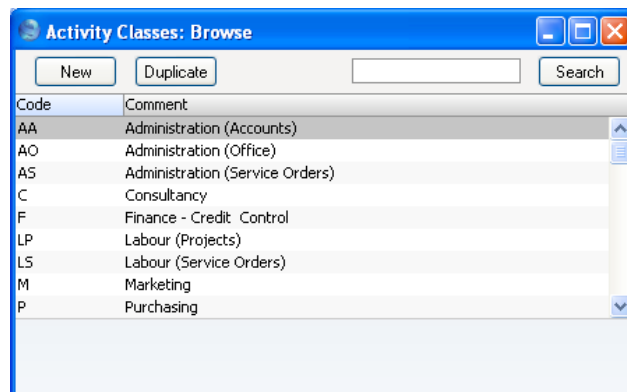 Activity Classes: Browse
New Duplicate Search
Code Comment
AA Administration (Accounts)
AO Administration (Office)
AS Administration (Service Orders)
C Consultancy
F Finance - Credit Control
LP Labour (Projects)
LS Labour (Service Orders)
M Marketing
P Purchasing